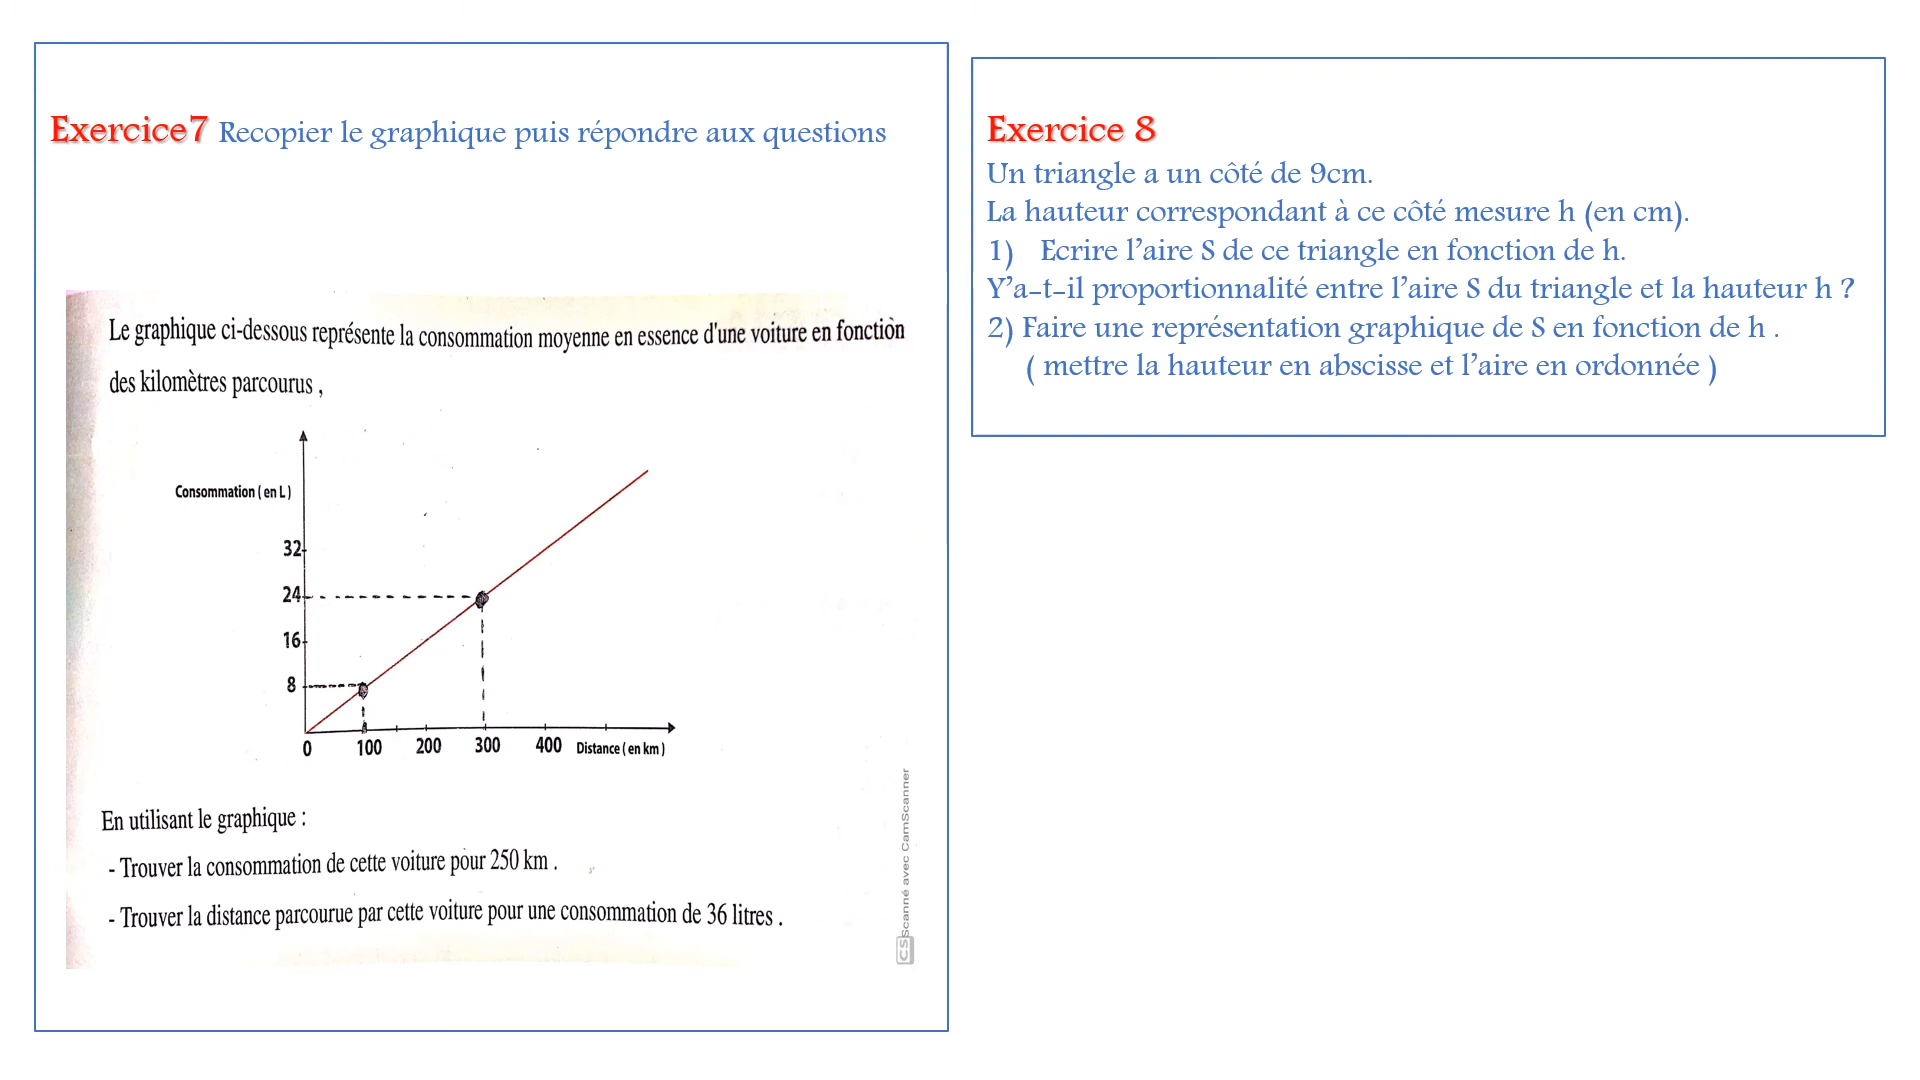 Exercice7 Recopier le graphique puis répondre aux questions
Le graphique ci-dessous représente la consommation moyenne en essence d'une voiture en fonction
des kilomètres parcourus ,
Consommation ( en L )
32
24
16
8
0 100 200 300 400 Distance ( en km )
En utilisant le graphique :
- Trouver la consommation de cette voiture pour 250 km .
- Trouver la distance parcourue par cette voiture pour une consommation de 36 litres .
CS Scanné avec CamScanner
Exercice 8
Un triangle a un côté de 9cm.
La hauteur correspondant à ce côté mesure h (en cm).
1) Ecrire l’aire S de ce triangle en fonction de h.
Y’a-t-il proportionnalité entre l’aire S du triangle et la hauteur h ?
2) Faire une représentation graphique de S en fonction de h .
( mettre la hauteur en abscisse et l’aire en ordonnée )